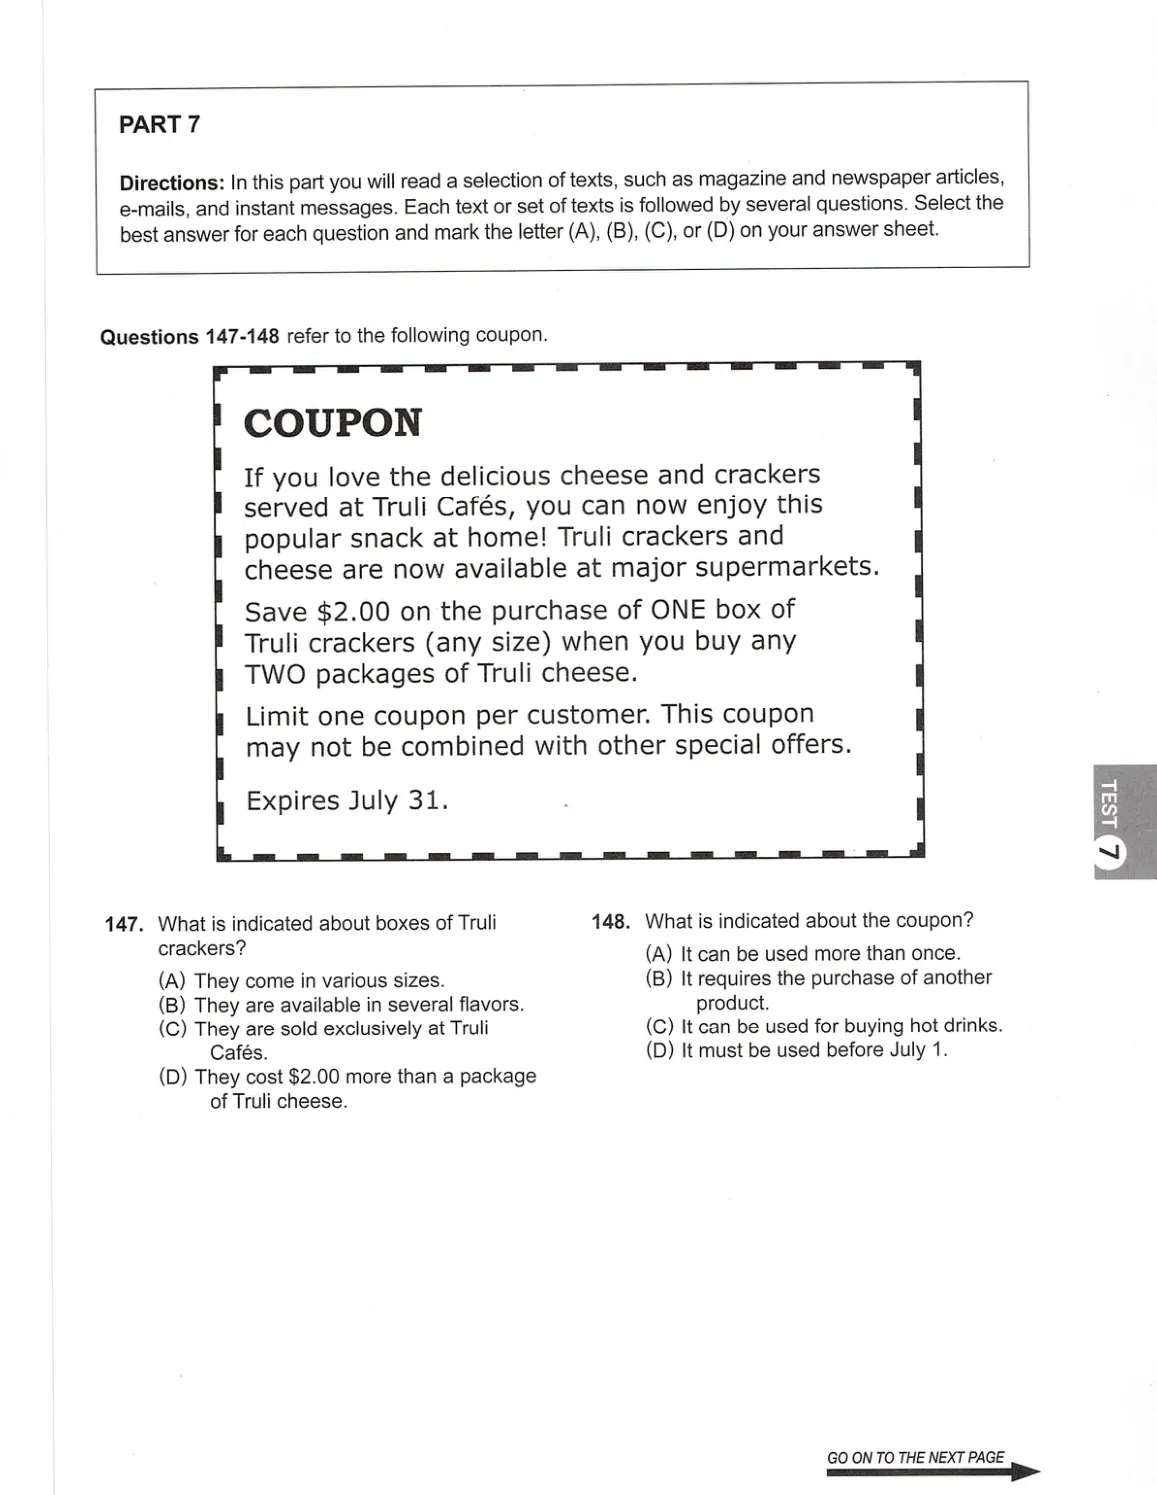 PART 7
Directions: In this part you will read a selection of texts, such as magazine and newspaper articles,
e-mails, and instant messages. Each text or set of texts is followed by several questions. Select the
best answer for each question and mark the letter (A), (B), (C), or (D) on your answer sheet.
Questions 147-148 refer to the following coupon.
COUPON
If you love the delicious cheese and crackers
served at Truli Cafés, you can now enjoy this
popular snack at home! Truli crackers and
cheese are now available at major supermarkets.
Save $2.00 on the purchase of ONE box of
Truli crackers (any size) when you buy any
TWO packages of Truli cheese.
Limit one coupon per customer. This coupon
may not be combined with other special offers.
Expires July 31.
TEST 7
147. What is indicated about boxes of Truli
crackers?
(A) They come in various sizes.
(B) They are available in several flavors.
(C) They are sold exclusively at Truli
Cafés.
(D) They cost $2.00 more than a package
of Truli cheese.
148. What is indicated about the coupon?
(A) It can be used more than once.
(B) It requires the purchase of another
product.
(C) It can be used for buying hot drinks.
(D) It must be used before July 1.
GO ON TO THE NEXT PAGE